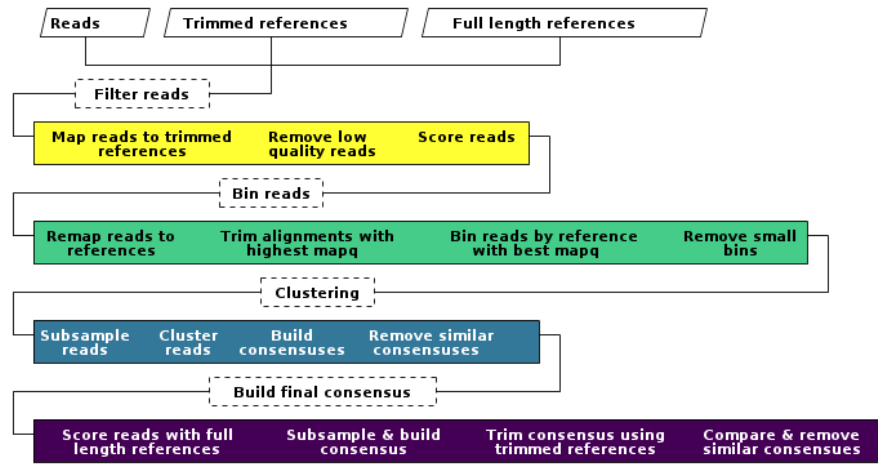 Reads
Trimmed references
Full length references
Filter reads
Map reads to trimmed
references
Remove low
quality reads
Score reads
Bin reads
Remap reads to
references
Trim alignments with
highest mapq
Bin reads by reference
with best mapq
Remove small
bins
Clustering
Subsample
reads
Cluster
reads
Build
consensuses
Remove similar
consensuses
Build final consensus
Score reads with full
length references
Subsample & build
consensus
Trim consensus using
trimmed references
Compare & remove
similar consensues